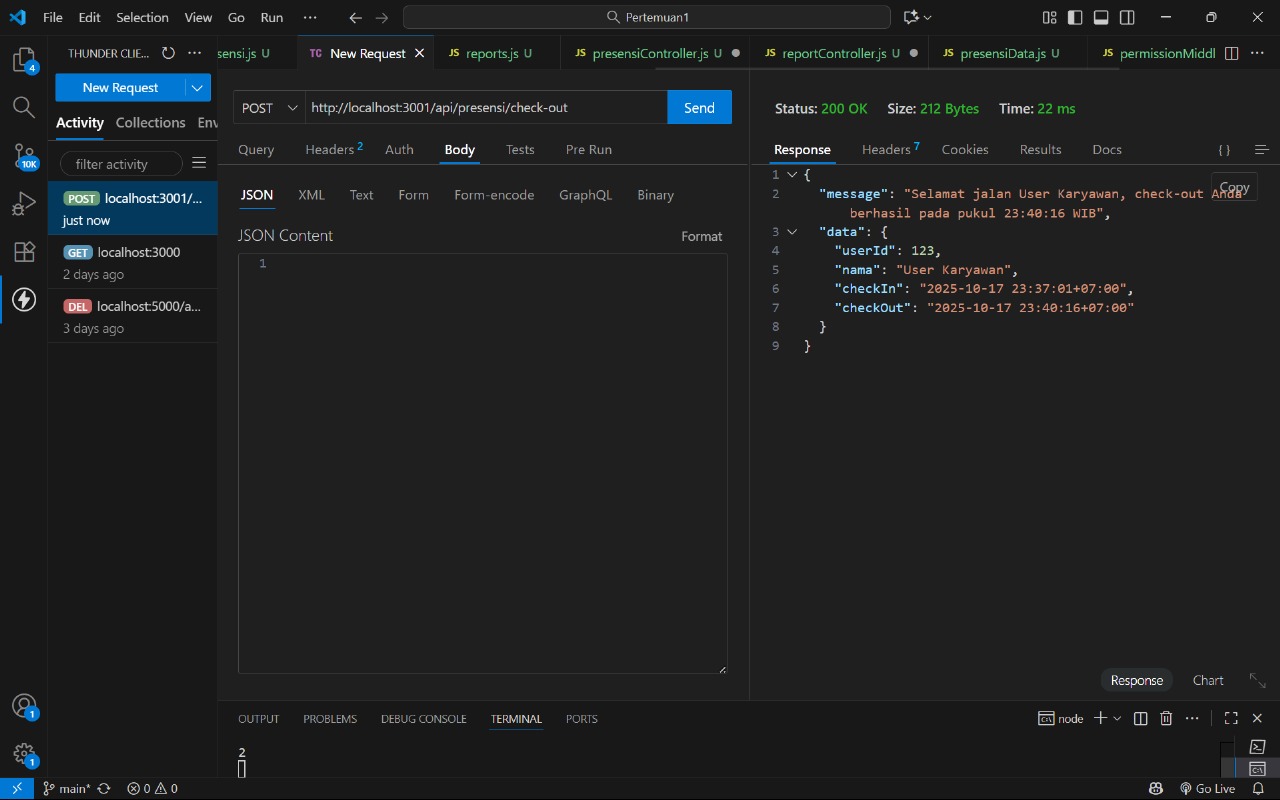 File Edit Selection View Go Run ··· Pertemuan1
THUNDER CLIE... ···
ensi.js U
TC New Request
JS reports.js U
JS presensiController.js U
JS reportController.js U
JS presensiData.js U
JS permissionMiddl
···
4
10K
1
1
New Request
Activity Collections Env
filter activity
POST localhost:3001/...
just now
GET localhost:3000
2 days ago
DEL localhost:5000/a...
3 days ago
POST http://localhost:3001/api/presensi/check-out Send
Query Headers 2 Auth Body Tests Pre Run
JSON XML Text Form Form-encode GraphQL Binary
JSON Content Format
1
Status: 200 OK Size: 212 Bytes Time: 22 ms
Response Headers 7 Cookies Results Docs { }
Copy
1 {
2 "message": "Selamat jalan User Karyawan, check-out Anda
berhasil pada pukul 23:40:16 WIB",
3 "data": {
4 "userId": 123,
5 "nama": "User Karyawan",
6 "checkIn": "2025-10-17 23:37:01+07:00",
7 "checkOut": "2025-10-17 23:40:16+07:00"
8 }
9 }
Response Chart
OUTPUT PROBLEMS DEBUG CONSOLE TERMINAL PORTS node ···
2
main* 0 0 Go Live